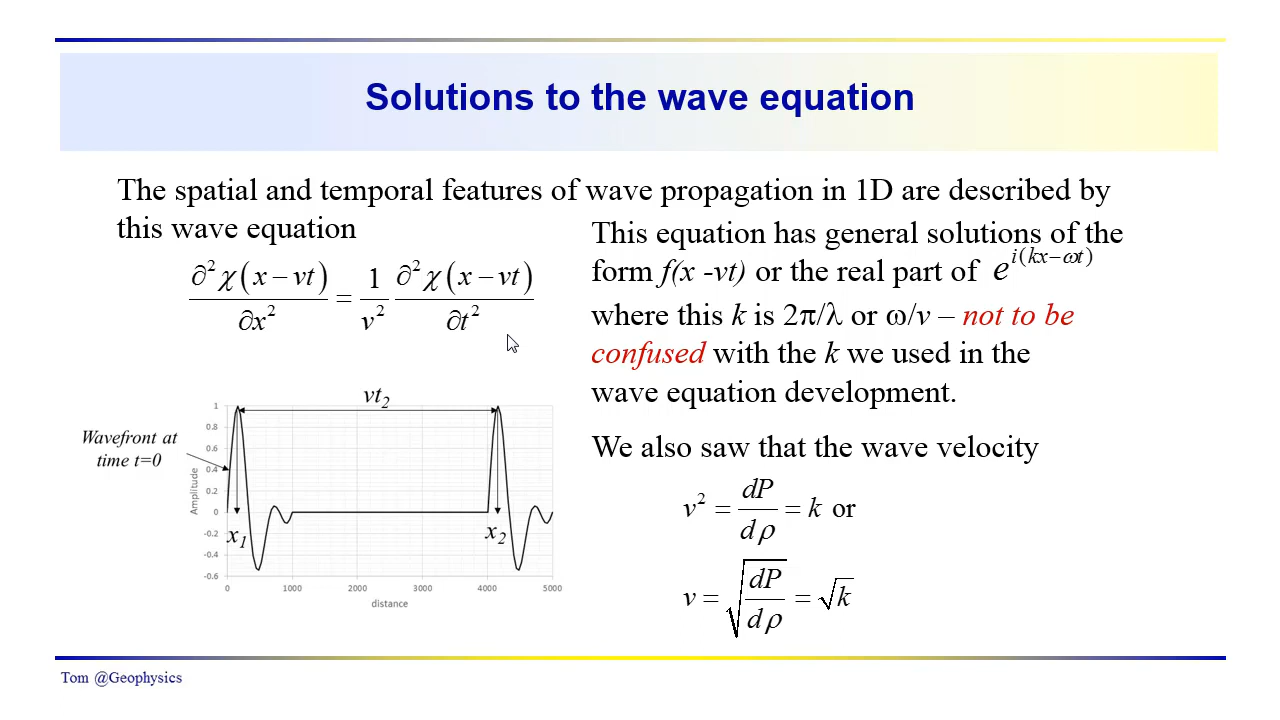 Solutions to the wave equation
The spatial and temporal features of wave propagation in 1D are described by
this wave equation
∂²χ(x − vt)/∂x² = 1/v² ∂²χ(x − vt)/∂t²
This equation has general solutions of the
form f(x -vt) or the real part of e^i(kx−ωt)
where this k is 2π/λ or ω/v – not to be
confused with the k we used in the
wave equation development.
We also saw that the wave velocity
v² = dP/dρ = k or
v = √(dP/dρ) = √k
Wavefront at
time t=0
vt₂
x₁
x₂
Amplitude
1
0.8
0.6
0.4
0.2
0
-0.2
-0.4
-0.6
0 1000 2000 3000 4000 5000
distance
Tom @Geophysics